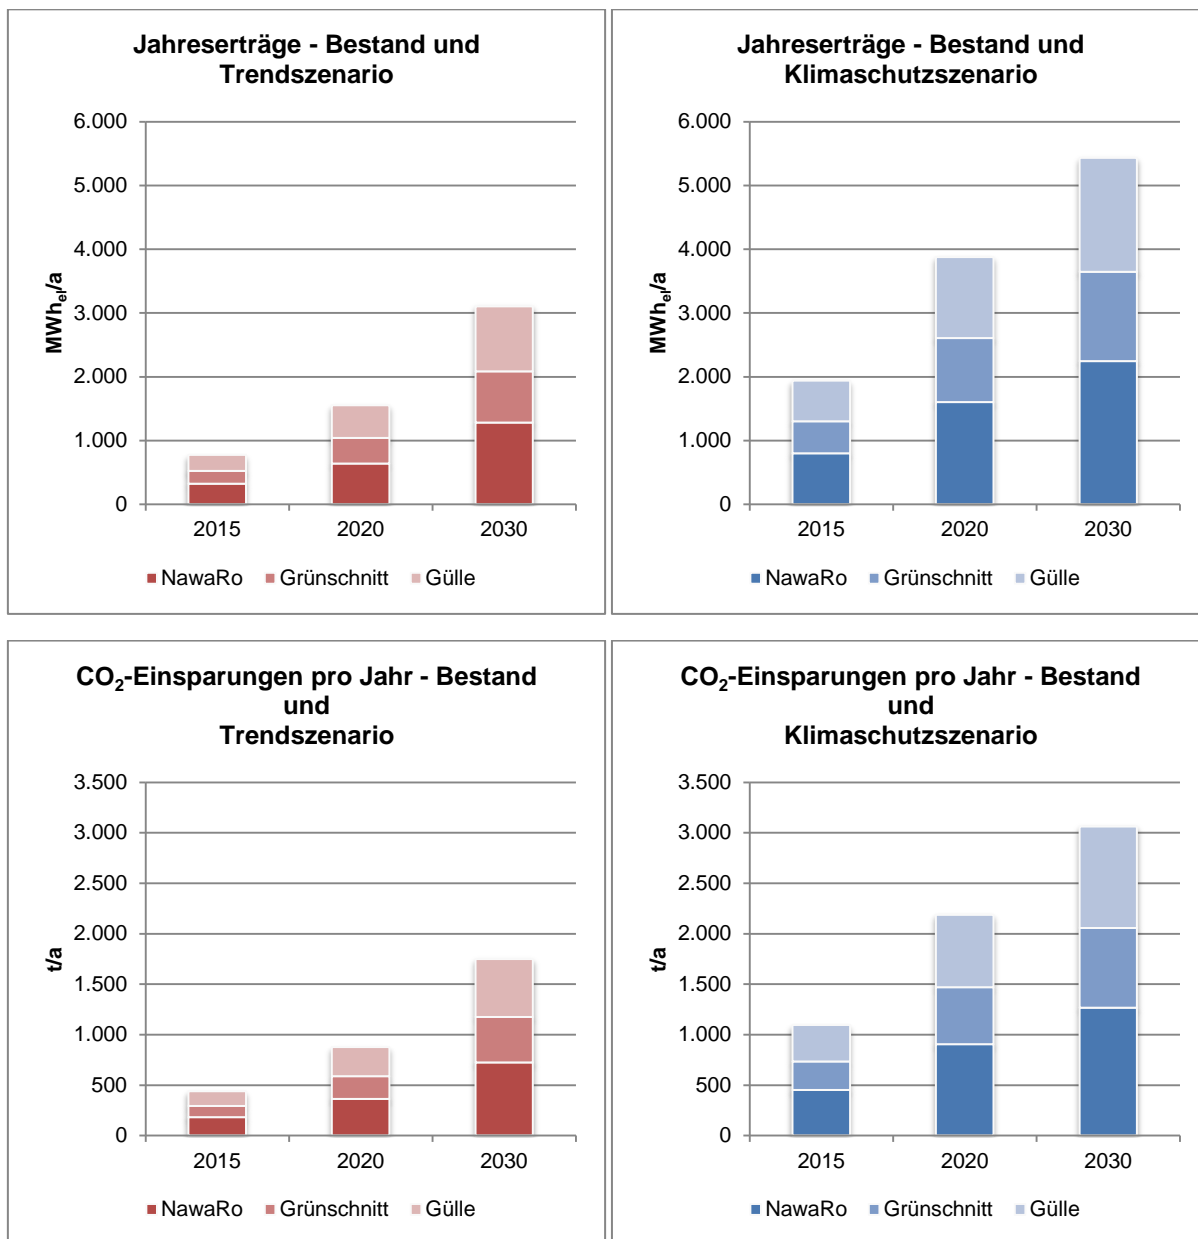 Jahreserträge - Bestand und
Trendszenario
6.000
5.000
4.000
3.000
2.000
1.000
0
MWhel/a
2015 2020 2030
NawaRo Grünschnitt Gülle
Jahreserträge - Bestand und
Klimaschutzszenario
6.000
5.000
4.000
3.000
2.000
1.000
0
MWhel/a
2015 2020 2030
NawaRo Grünschnitt Gülle
CO2-Einsparungen pro Jahr - Bestand
und
Trendszenario
3.500
3.000
2.500
2.000
1.500
1.000
500
0
t/a
2015 2020 2030
NawaRo Grünschnitt Gülle
CO2-Einsparungen pro Jahr - Bestand
und
Klimaschutzszenario
3.500
3.000
2.500
2.000
1.500
1.000
500
0
t/a
2015 2020 2030
NawaRo Grünschnitt Gülle